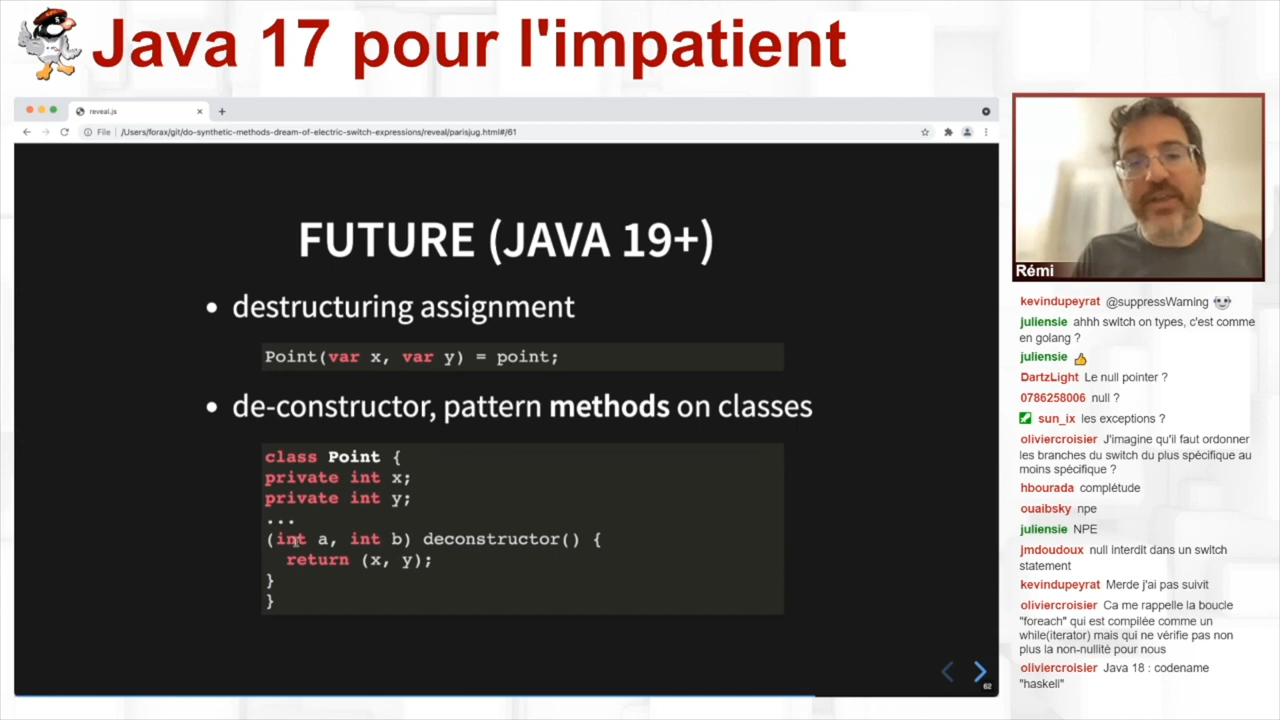 Java 17 pour l'impatient
reveal.js
File | /Users/forax/git/do-synthetic-methods-dream-of-electric-switch-expressions/reveal/parisjug.html#/61
FUTURE (JAVA 19+)
• destructuring assignment
Point(var x, var y) = point;
• de-constructor, pattern methods on classes
class Point {
private int x;
private int y;
...
(int a, int b) deconstructor() {
return (x, y);
}
}
62
Rémi
kevindupeyrat @suppressWarning
juliensie ahhh switch on types, c'est comme
en golang ?
juliensie
DartzLight Le null pointer ?
0786258006 null ?
sun_ix les exceptions ?
oliviercroisier J'imagine qu'il faut ordonner
les branches du switch du plus spécifique au
moins spécifique ?
hbourada complétude
ouaibsky npe
juliensie NPE
jmdoudoux null interdit dans un switch
statement
kevindupeyrat Merde j'ai pas suivit
oliviercroisier Ca me rappelle la boucle
"foreach" qui est compilée comme un
while(iterator) mais qui ne vérifie pas non
plus la non-nullité pour nous
oliviercroisier Java 18 : codename
"haskell"